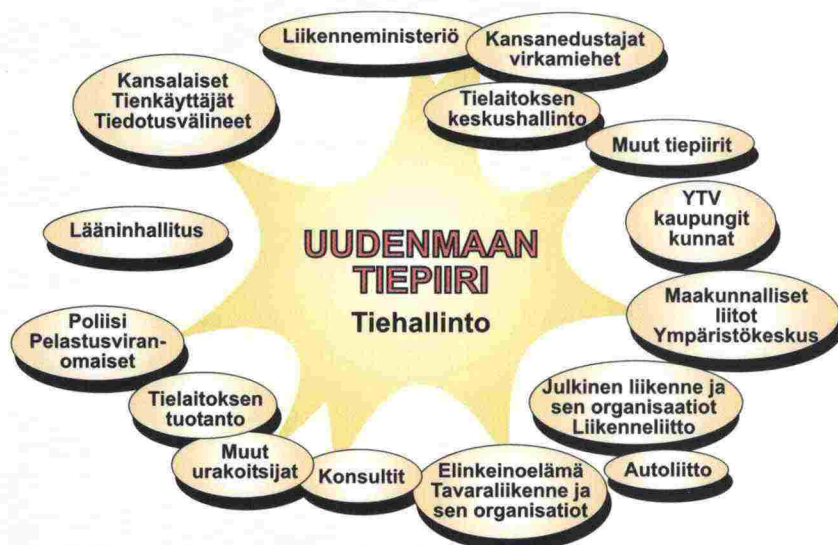 Liikenneministeriö
Kansanedustajat
virkamiehet
Kansalaiset
Tienkäyttäjät
Tiedotusvälineet
Tielaitoksen
keskushallinto
Muut tiepiirit
YTV
kaupungit
kunnat
Lääninhallitus
UUDENMAAN
TIEPIIRI
Tiehallinto
Maakunnalliset
liitot
Ympäristökeskus
Poliisi
Pelastusviran-
omaiset
Julkinen liikenne ja
sen organisaatiot
Liikenneliitto
Tielaitoksen
tuotanto
Muut
urakoitsijat
Konsultit
Elinkeinoelämä
Tavaraliikenne ja
sen organisatiot
Autoliitto